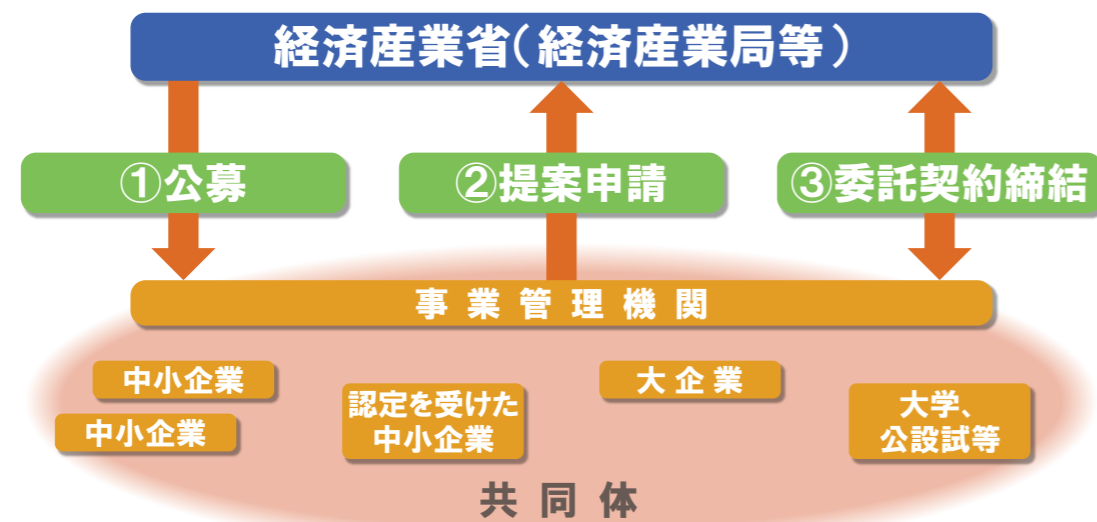 経済産業省(経済産業局等)
①公募
②提案申請
③委託契約締結
事業管理機関
中小企業
中小企業
認定を受けた
中小企業
大企業
大学、
公設試等
共同体